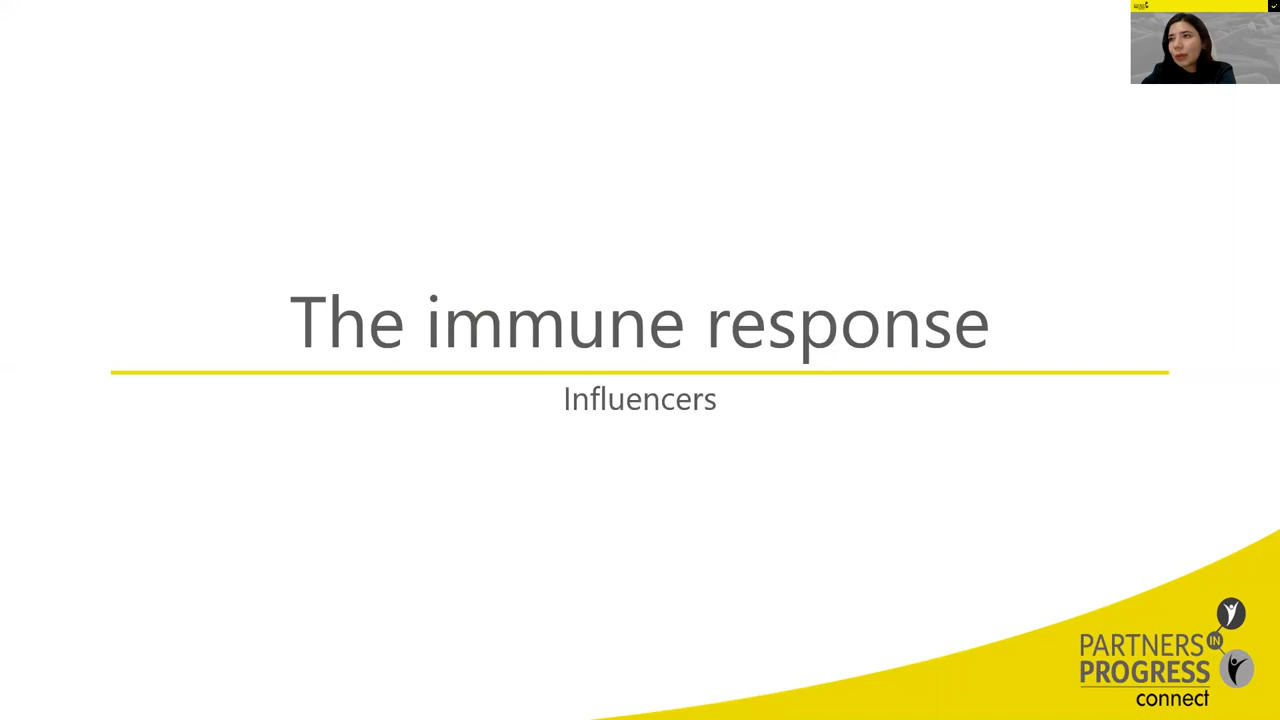 The immune response
Influencers
PARTNERS IN
PROGRESS
connect